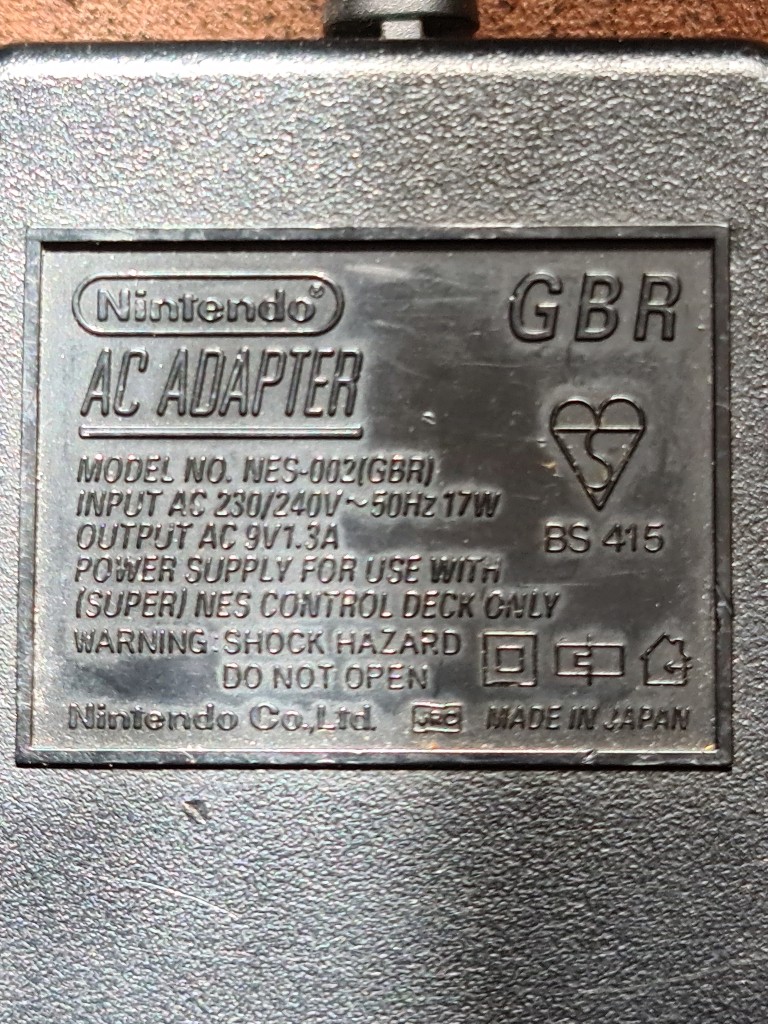 Nintendo®
GBR
AC ADAPTER
MODEL NO. NES-002(GBR)
INPUT AC 230/240V~50Hz 17W
OUTPUT AC 9V1.3A
BS 415
POWER SUPPLY FOR USE WITH
(SUPER) NES CONTROL DECK ONLY
WARNING: SHOCK HAZARD
DO NOT OPEN
Nintendo Co.,Ltd. MADE IN JAPAN